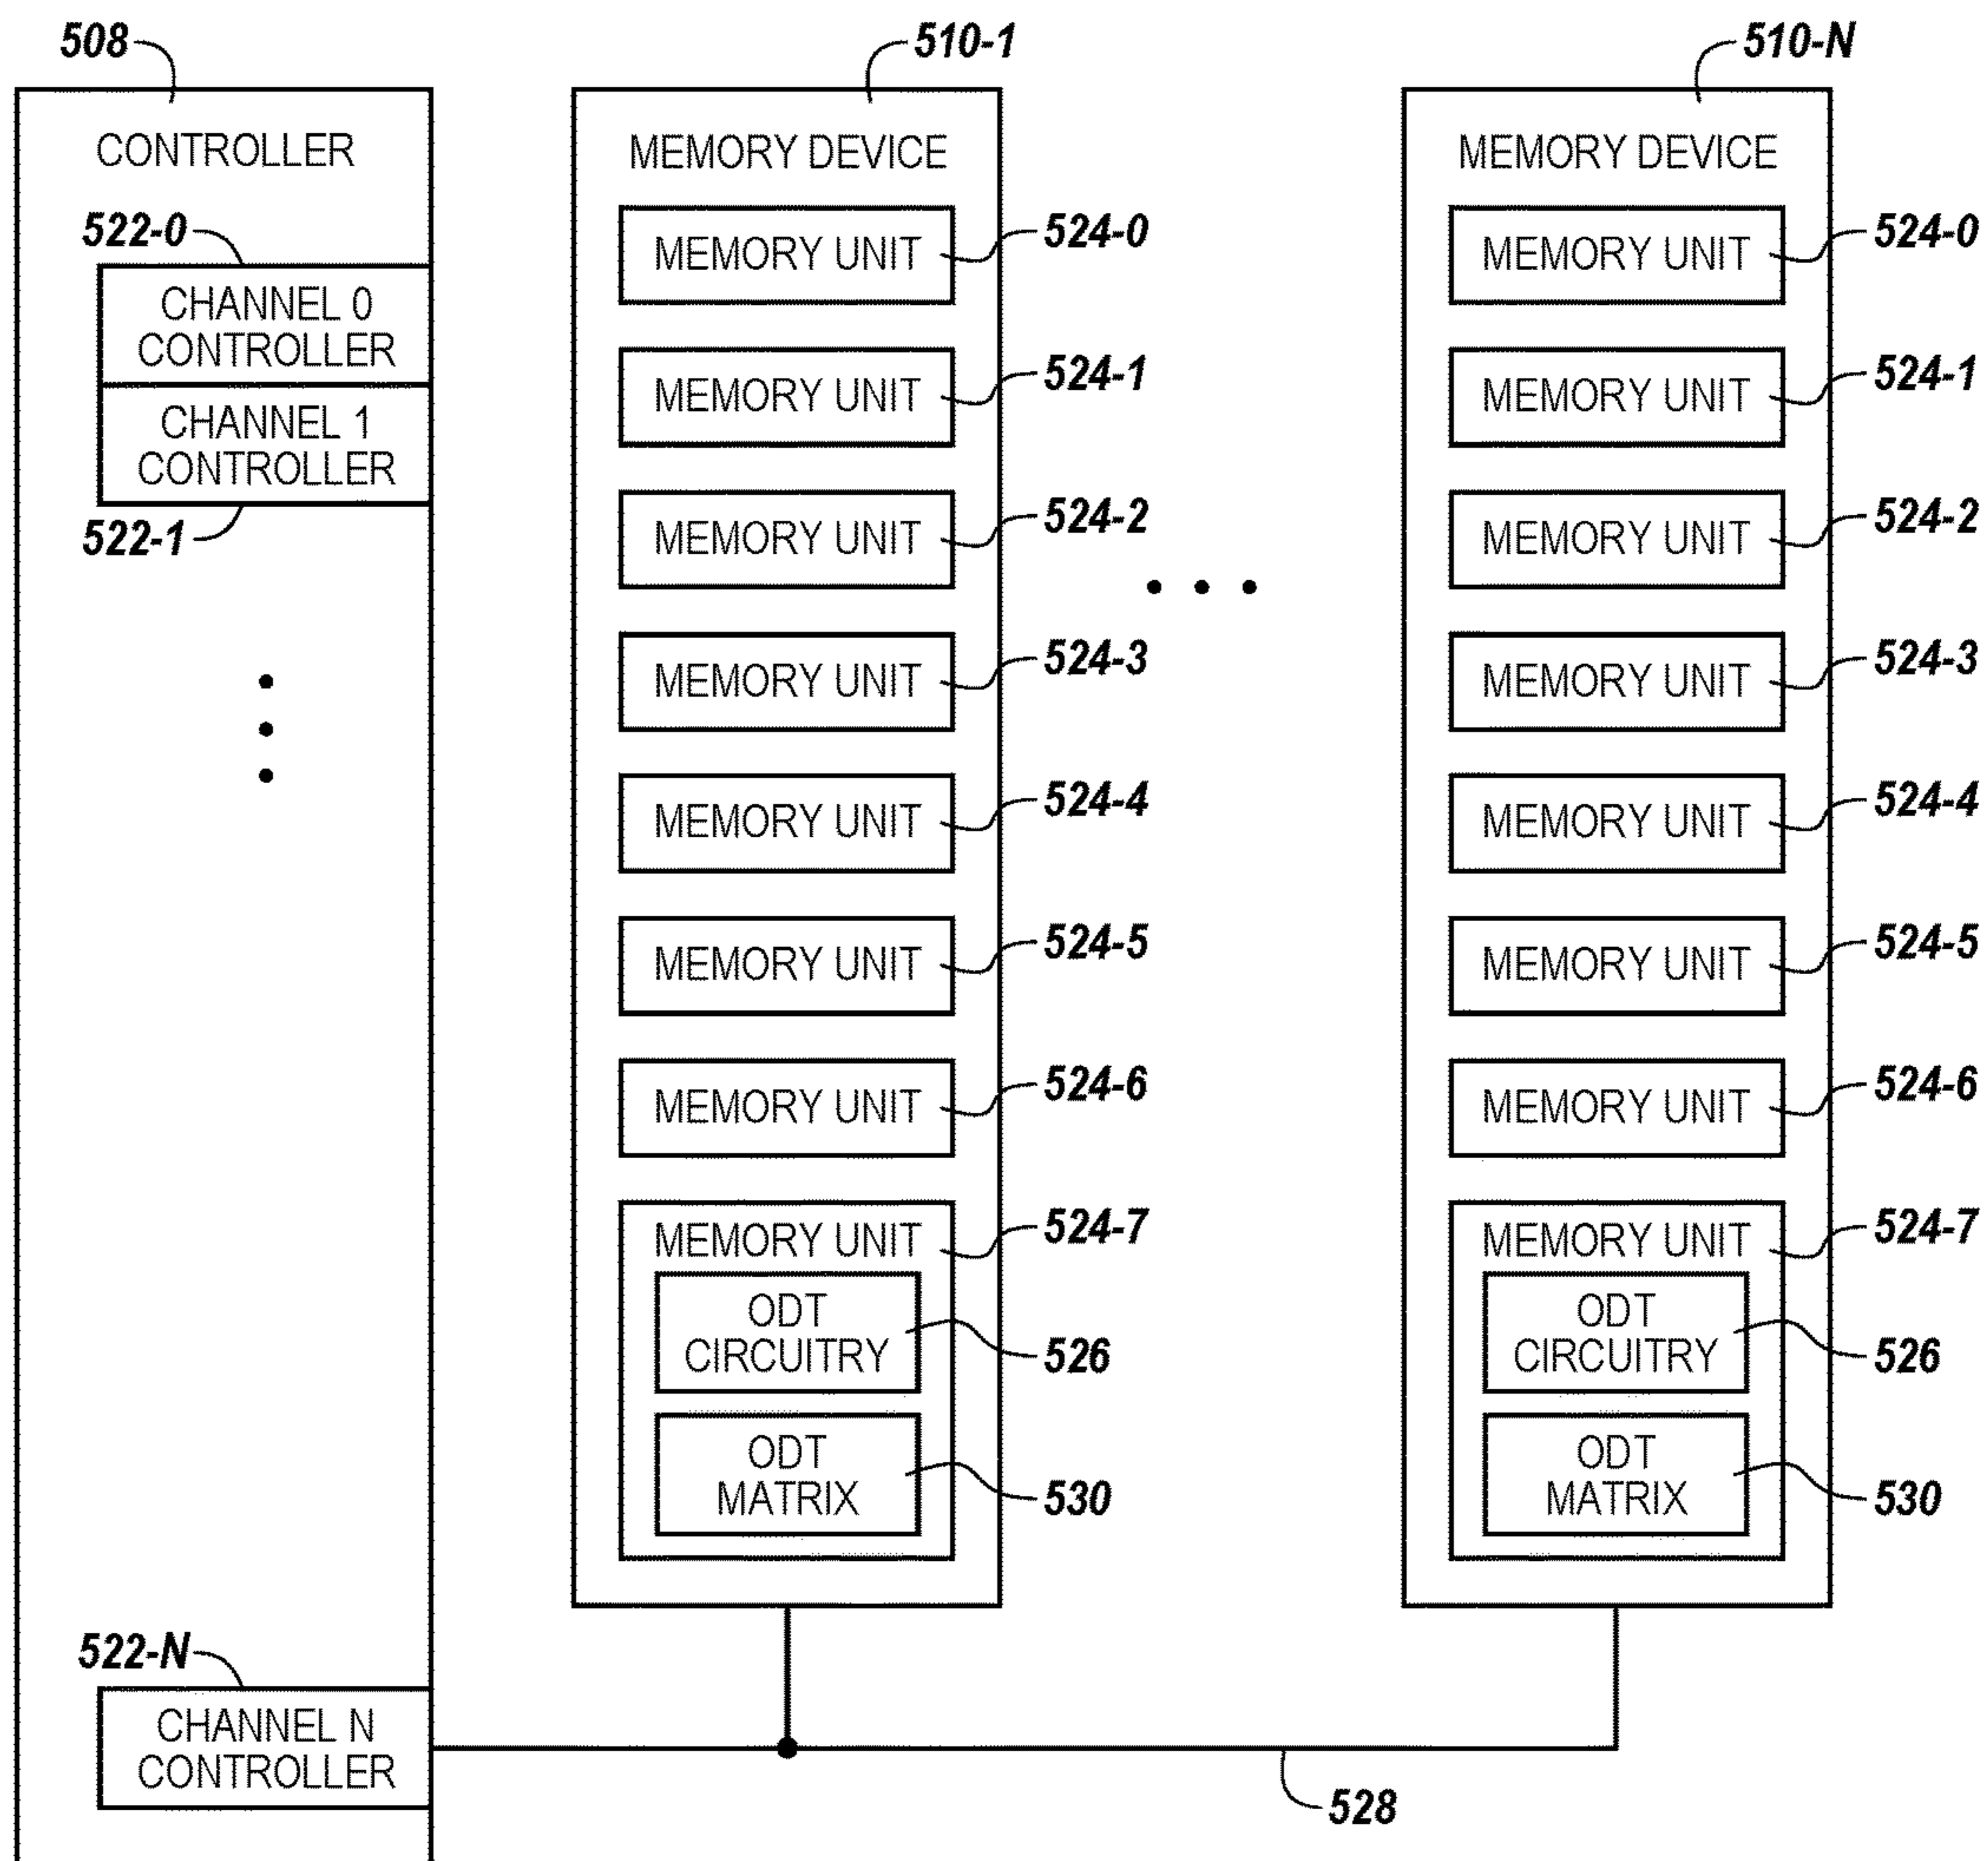 508
CONTROLLER
522-0
CHANNEL 0
CONTROLLER
CHANNEL 1
CONTROLLER
522-1
522-N
CHANNEL N
CONTROLLER
510-1
MEMORY DEVICE
MEMORY UNIT
524-0
MEMORY UNIT
524-1
MEMORY UNIT
524-2
MEMORY UNIT
524-3
MEMORY UNIT
524-4
MEMORY UNIT
524-5
MEMORY UNIT
524-6
MEMORY UNIT
524-7
ODT
CIRCUITRY
526
ODT
MATRIX
530
510-N
MEMORY DEVICE
MEMORY UNIT
524-0
MEMORY UNIT
524-1
MEMORY UNIT
524-2
MEMORY UNIT
524-3
MEMORY UNIT
524-4
MEMORY UNIT
524-5
MEMORY UNIT
524-6
MEMORY UNIT
524-7
ODT
CIRCUITRY
526
ODT
MATRIX
530
528